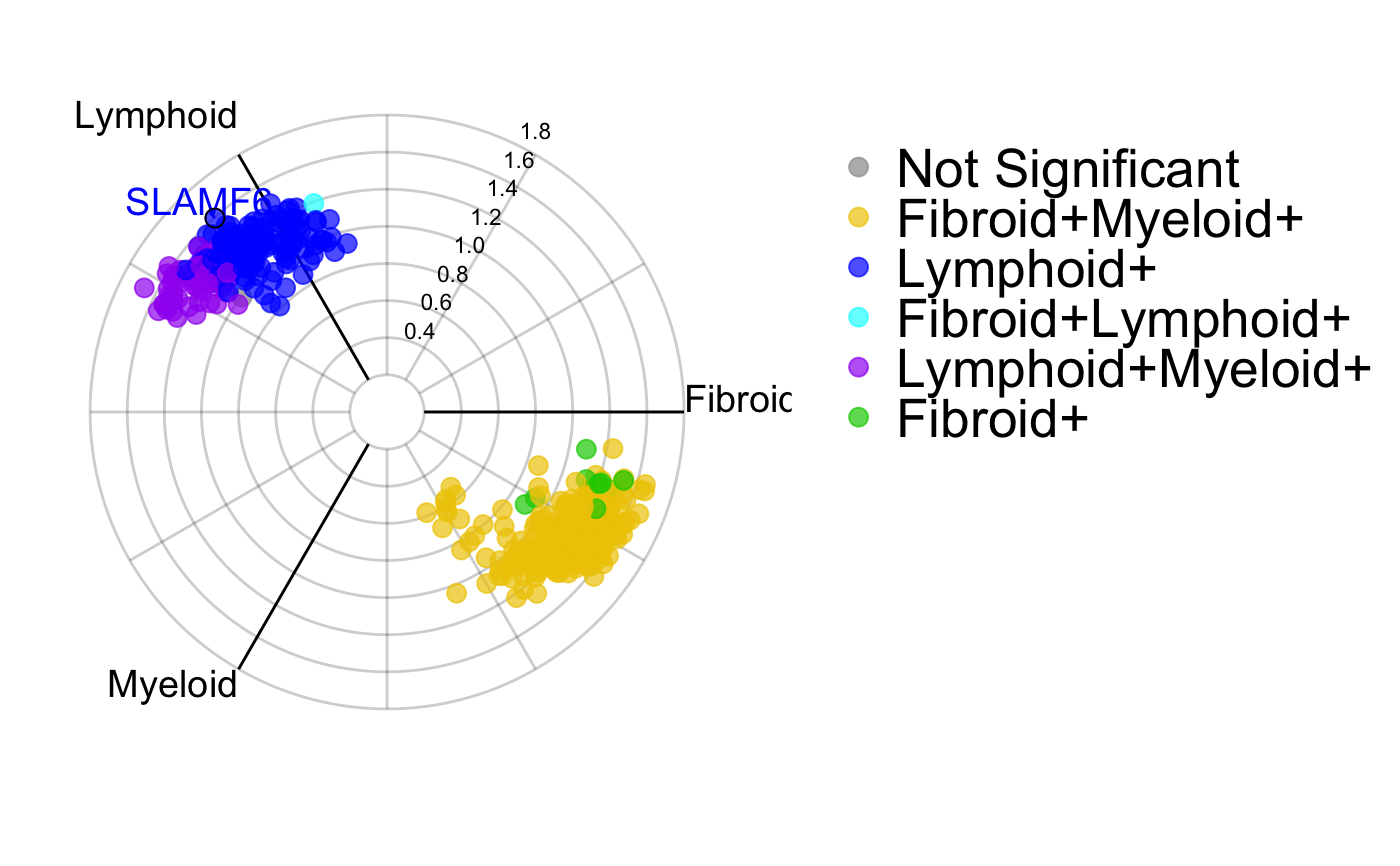 Lymphoid
SLAMF6
1.8
1.6
1.4
1.2
1.0
0.8
0.6
0.4
Fibroic
Myeloid
Not Significant
Fibroid+Myeloid+
Lymphoid+
Fibroid+Lymphoid+
Lymphoid+Myeloid+
Fibroid+